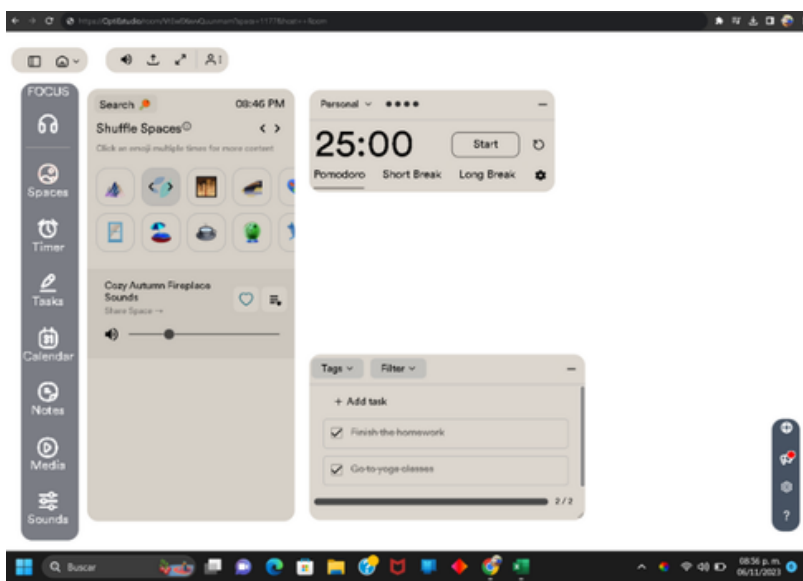 FOCUS
Spaces
Timer
Tasks
Calendar
Notes
Media
Sounds
Search 08:46 PM
Shuffle Spaces
Click an emoji multiple times for more content
Cozy Autumn Fireplace
Sounds
Share Space →
Personal
25:00 Start
Pomodoro Short Break Long Break
Tags Filter
+ Add task
Finish the homework
Go to yoga classes
2/2
?
Buscar
08:36 p. m.
06/11/2023